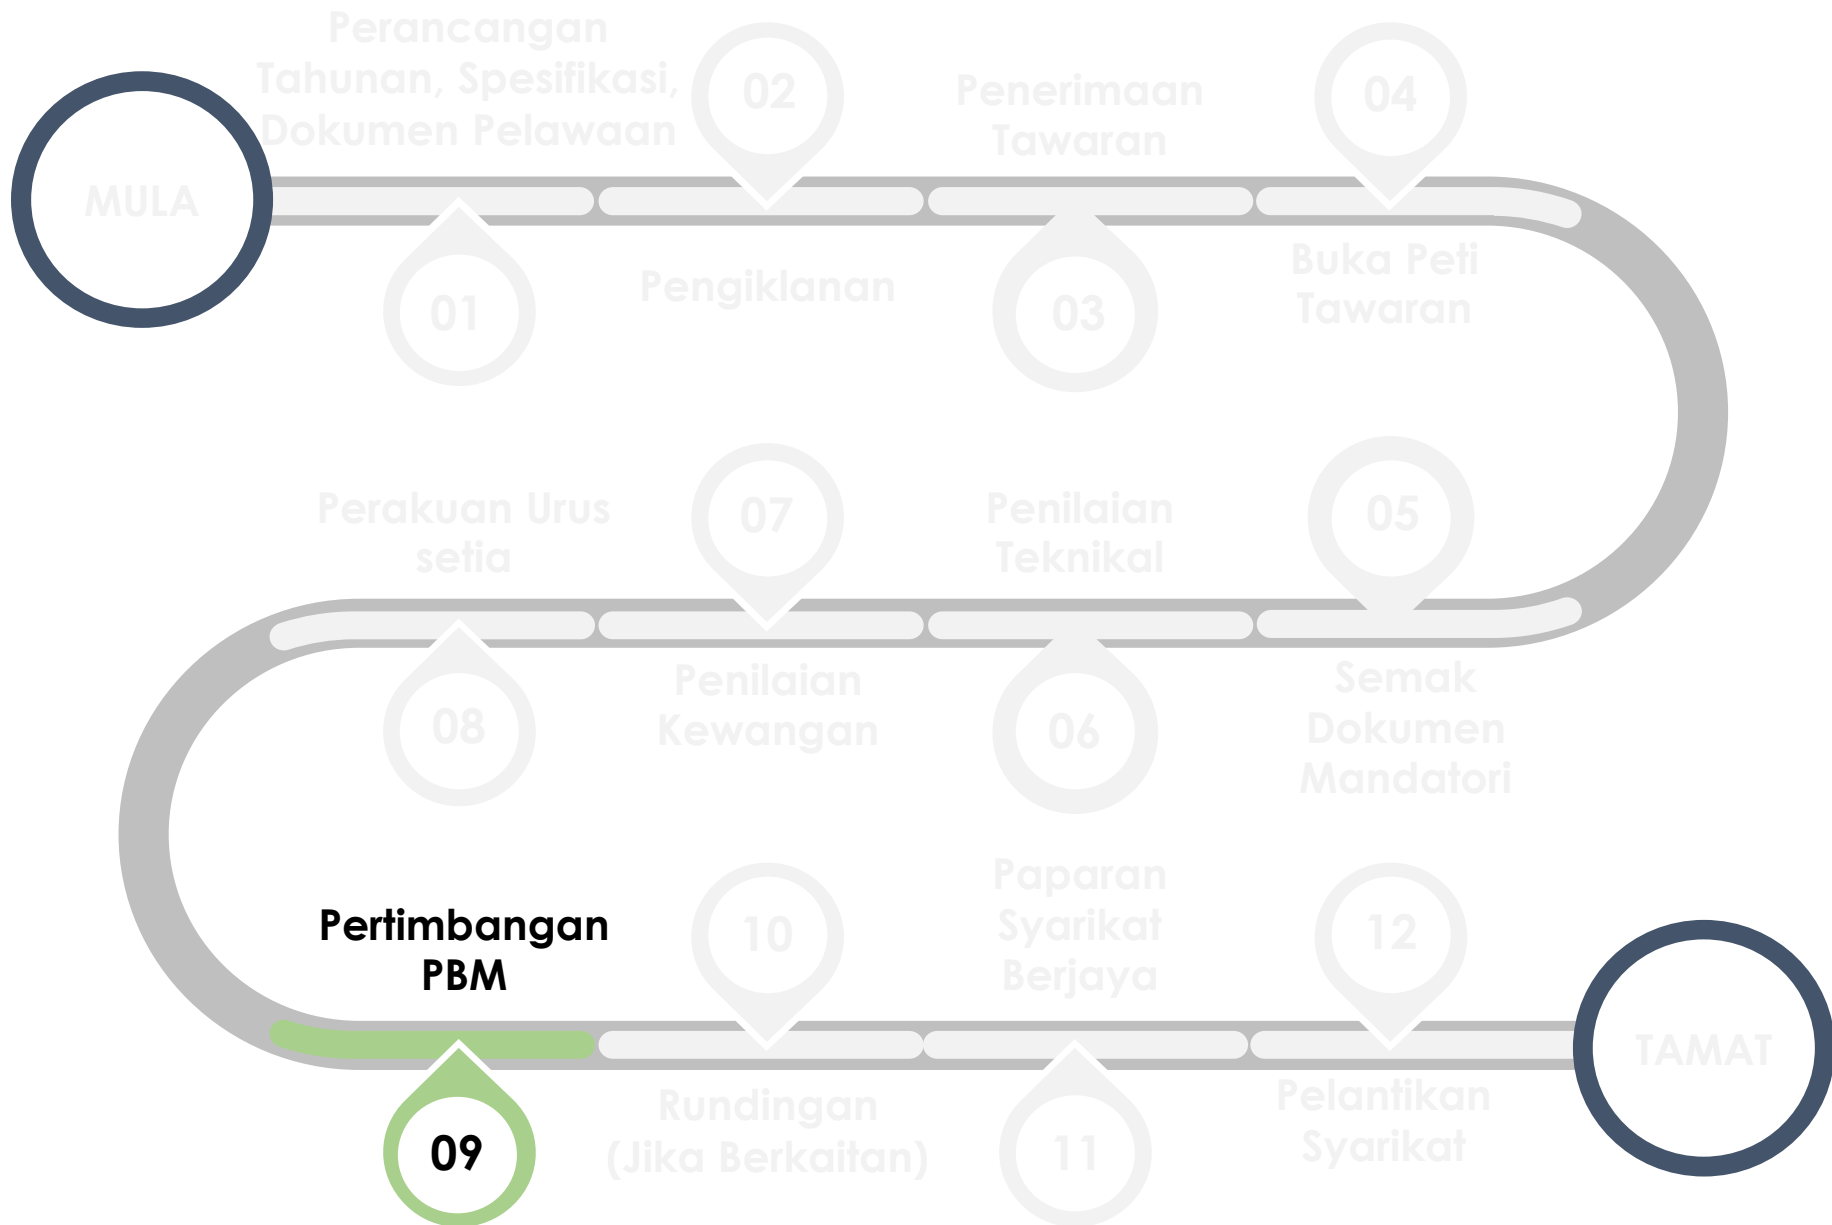 MULA
Perancangan
Tahunan, Spesifikasi,
Dokumen Pelawaan
01
02
Pengiklanan
Penerimaan
Tawaran
03
04
Buka Peti
Tawaran
05
Semak
Dokumen
Mandatori
Penilaian
Teknikal
06
07
Penilaian
Kewangan
Perakuan Urus
setia
08
Pertimbangan
PBM
09
10
Rundingan
(Jika Berkaitan)
Paparan
Syarikat
Berjaya
11
12
Pelantikan
Syarikat
TAMAT